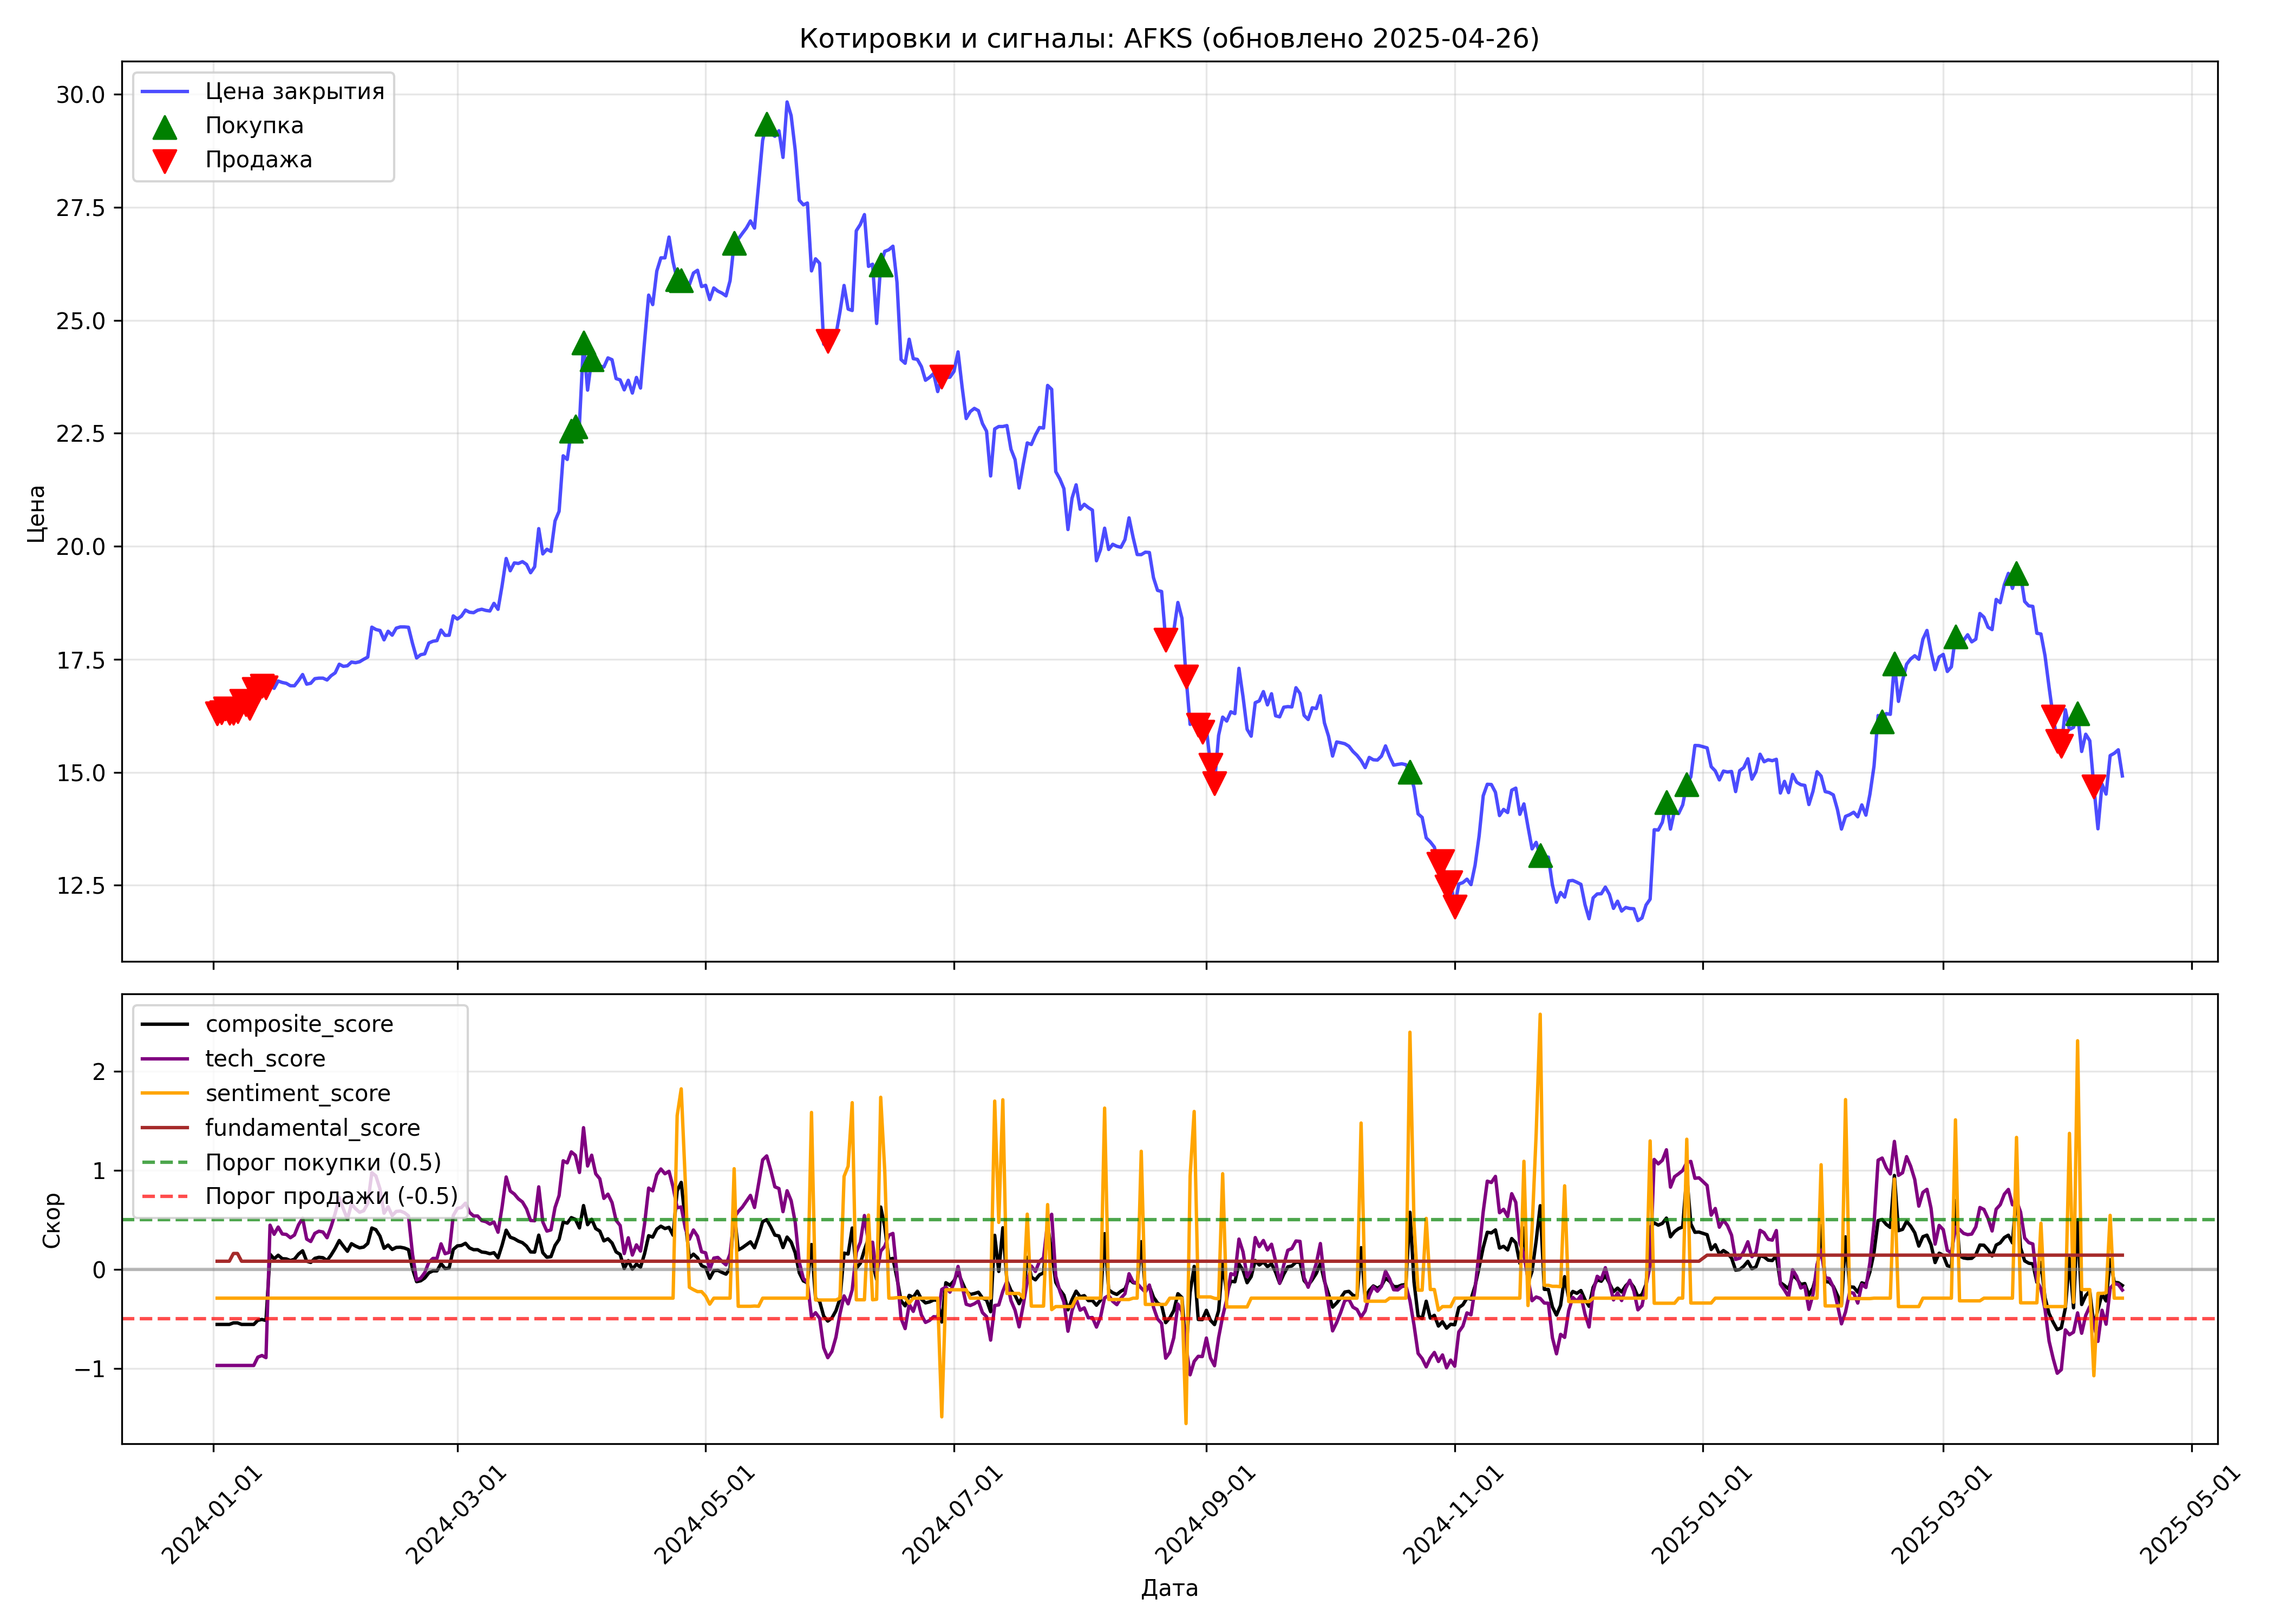 Котировки и сигналы: AFKS (обновлено 2025-04-26)
Цена закрытия
Покупка
Продажа
30.0
27.5
25.0
22.5
20.0
17.5
15.0
12.5
Цена
composite_score
tech_score
sentiment_score
fundamental_score
Порог покупки (0.5)
Порог продажи (-0.5)
2
1
0
−1
Скор
2024-01-01
2024-03-01
2024-05-01
2024-07-01
2024-09-01
2024-11-01
2025-01-01
2025-03-01
2025-05-01
Дата